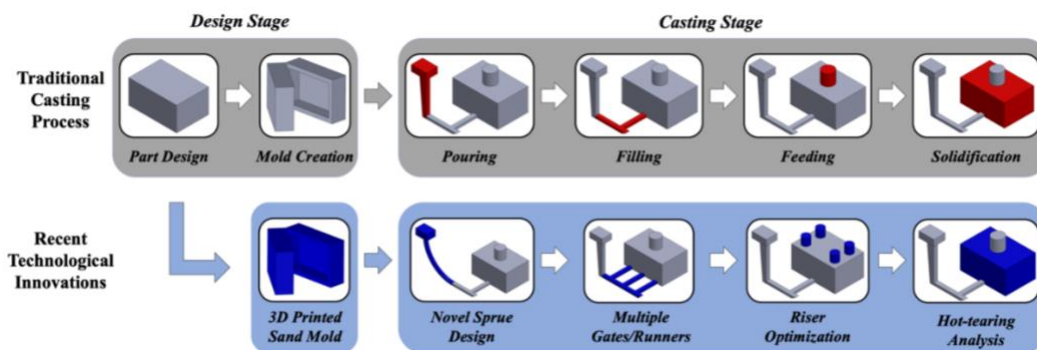 Design Stage
Casting Stage
Traditional
Casting
Process
Part Design
Mold Creation
Pouring
Filling
Feeding
Solidification
Recent
Technological
Innovations
3D Printed
Sand Mold
Novel Sprue
Design
Multiple
Gates/Runners
Riser
Optimization
Hot-tearing
Analysis